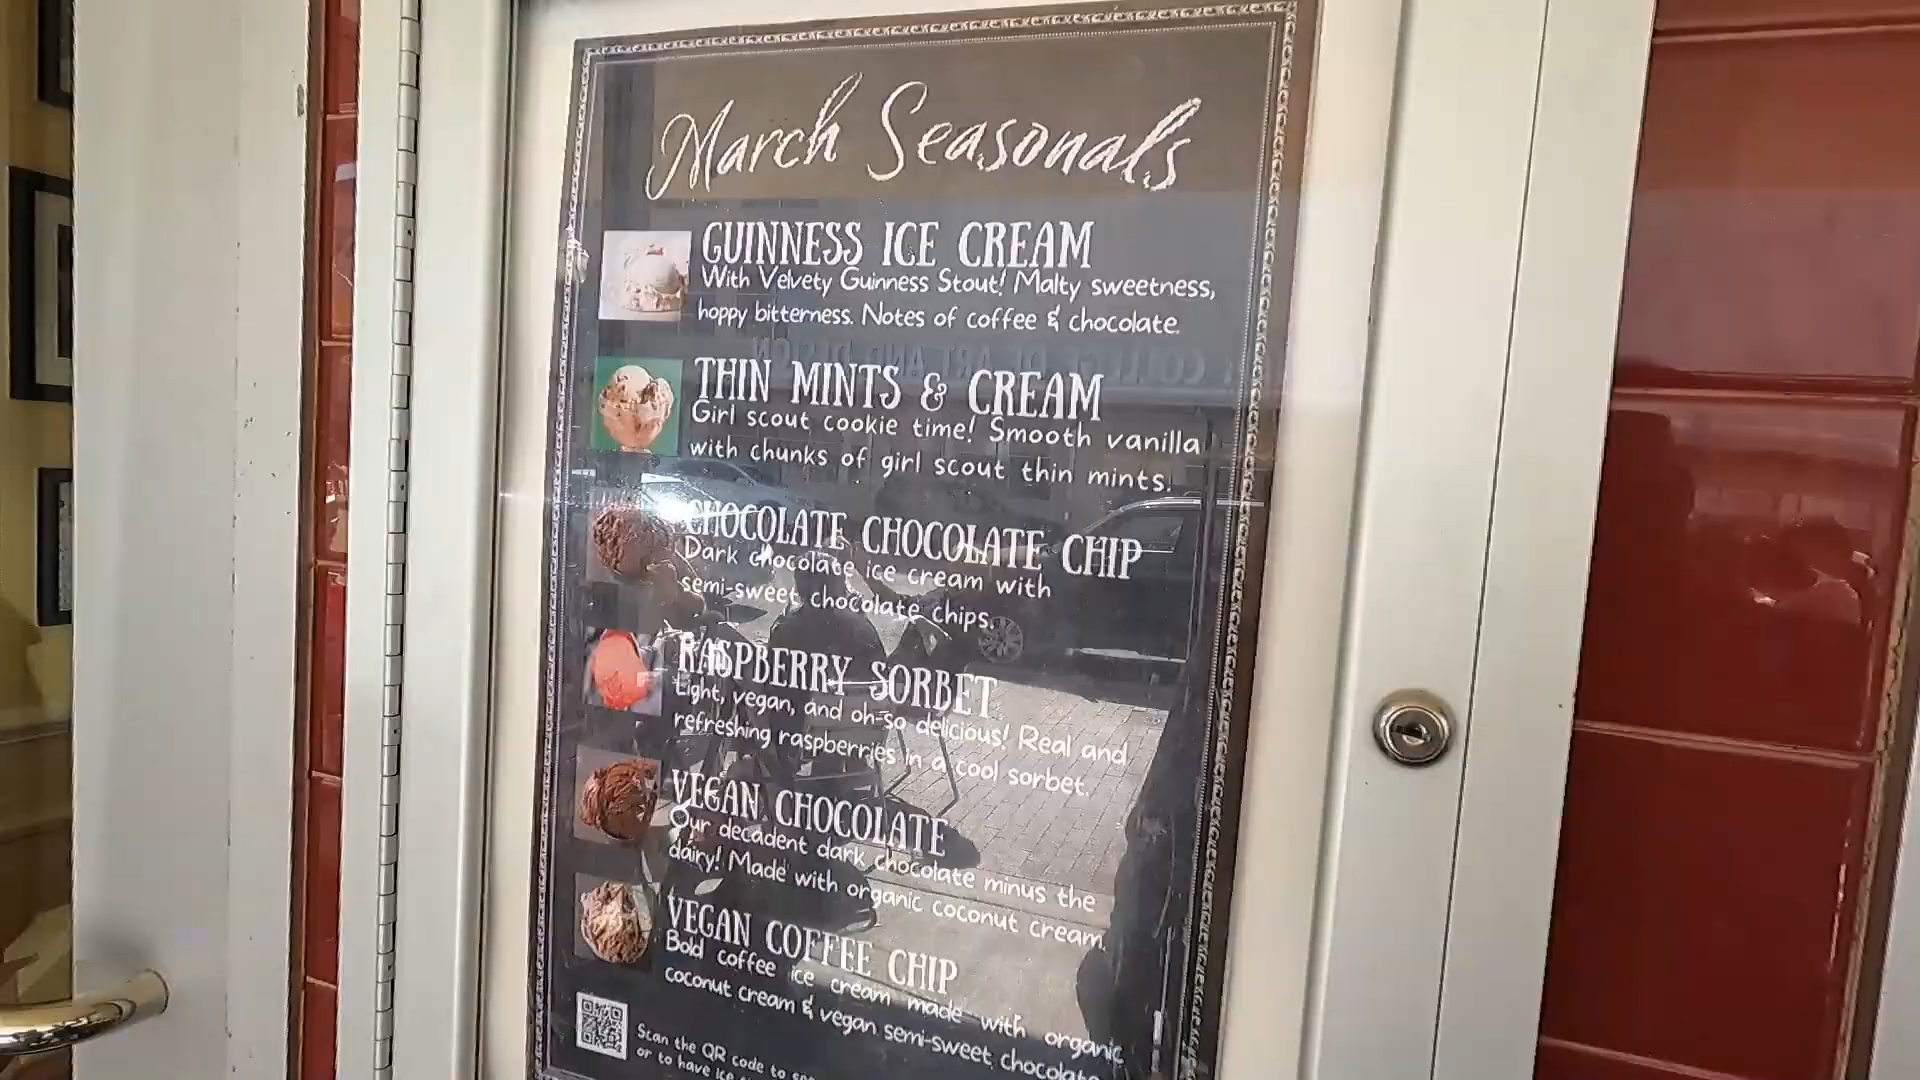 March Seasonals
GUINNESS ICE CREAM
With Velvety Guinness Stout! Malty sweetness,
hoppy bitterness. Notes of coffee & chocolate.
THIN MINTS & CREAM
Girl scout cookie time! Smooth vanilla
with chunks of girl scout thin mints.
CHOCOLATE CHOCOLATE CHIP
Dark chocolate ice cream with
semi-sweet chocolate chips.
RASPBERRY SORBET
Light, vegan, and oh-so delicious! Real and
refreshing raspberries in a cool sorbet.
VEGAN CHOCOLATE
Our decadent dark chocolate minus the
dairy! Made with organic coconut cream.
VEGAN COFFEE CHIP
Bold coffee ice cream made with organic
coconut cream & vegan semi-sweet chocolate
Scan the QR code to
or to have ice